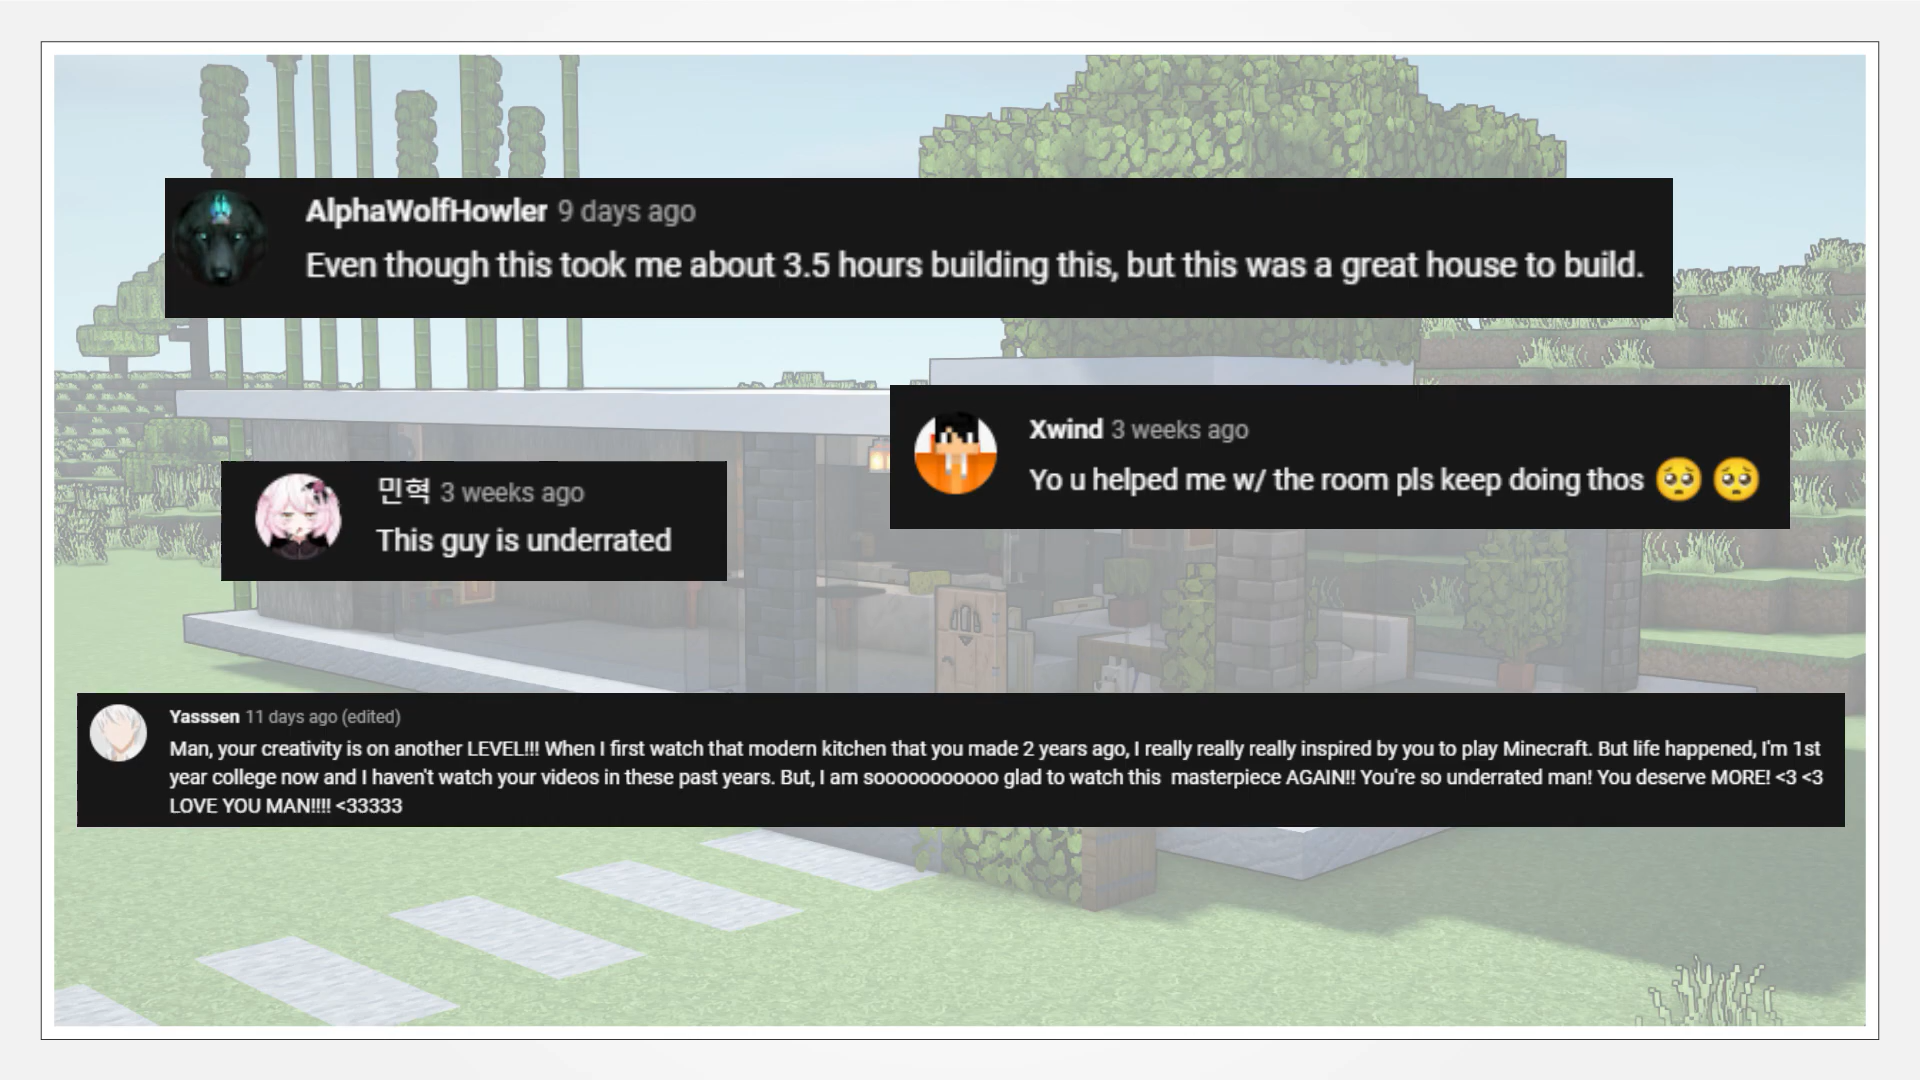 AlphaWolfHowler 9 days ago
Even though this took me about 3.5 hours building this, but this was a great house to build.
Xwind 3 weeks ago
Yo u helped me w/ the room pls keep doing thos 🥺 🥺
민혁 3 weeks ago
This guy is underrated
Yasssen 11 days ago (edited)
Man, your creativity is on another LEVEL!!! When I first watch that modern kitchen that you made 2 years ago, I really really really inspired by you to play Minecraft. But life happened, I'm 1st
year college now and I haven't watch your videos in these past years. But, I am sooooooooooo glad to watch this  masterpiece AGAIN!! You're so underrated man! You deserve MORE! <3 <3
LOVE YOU MAN!!!! <33333